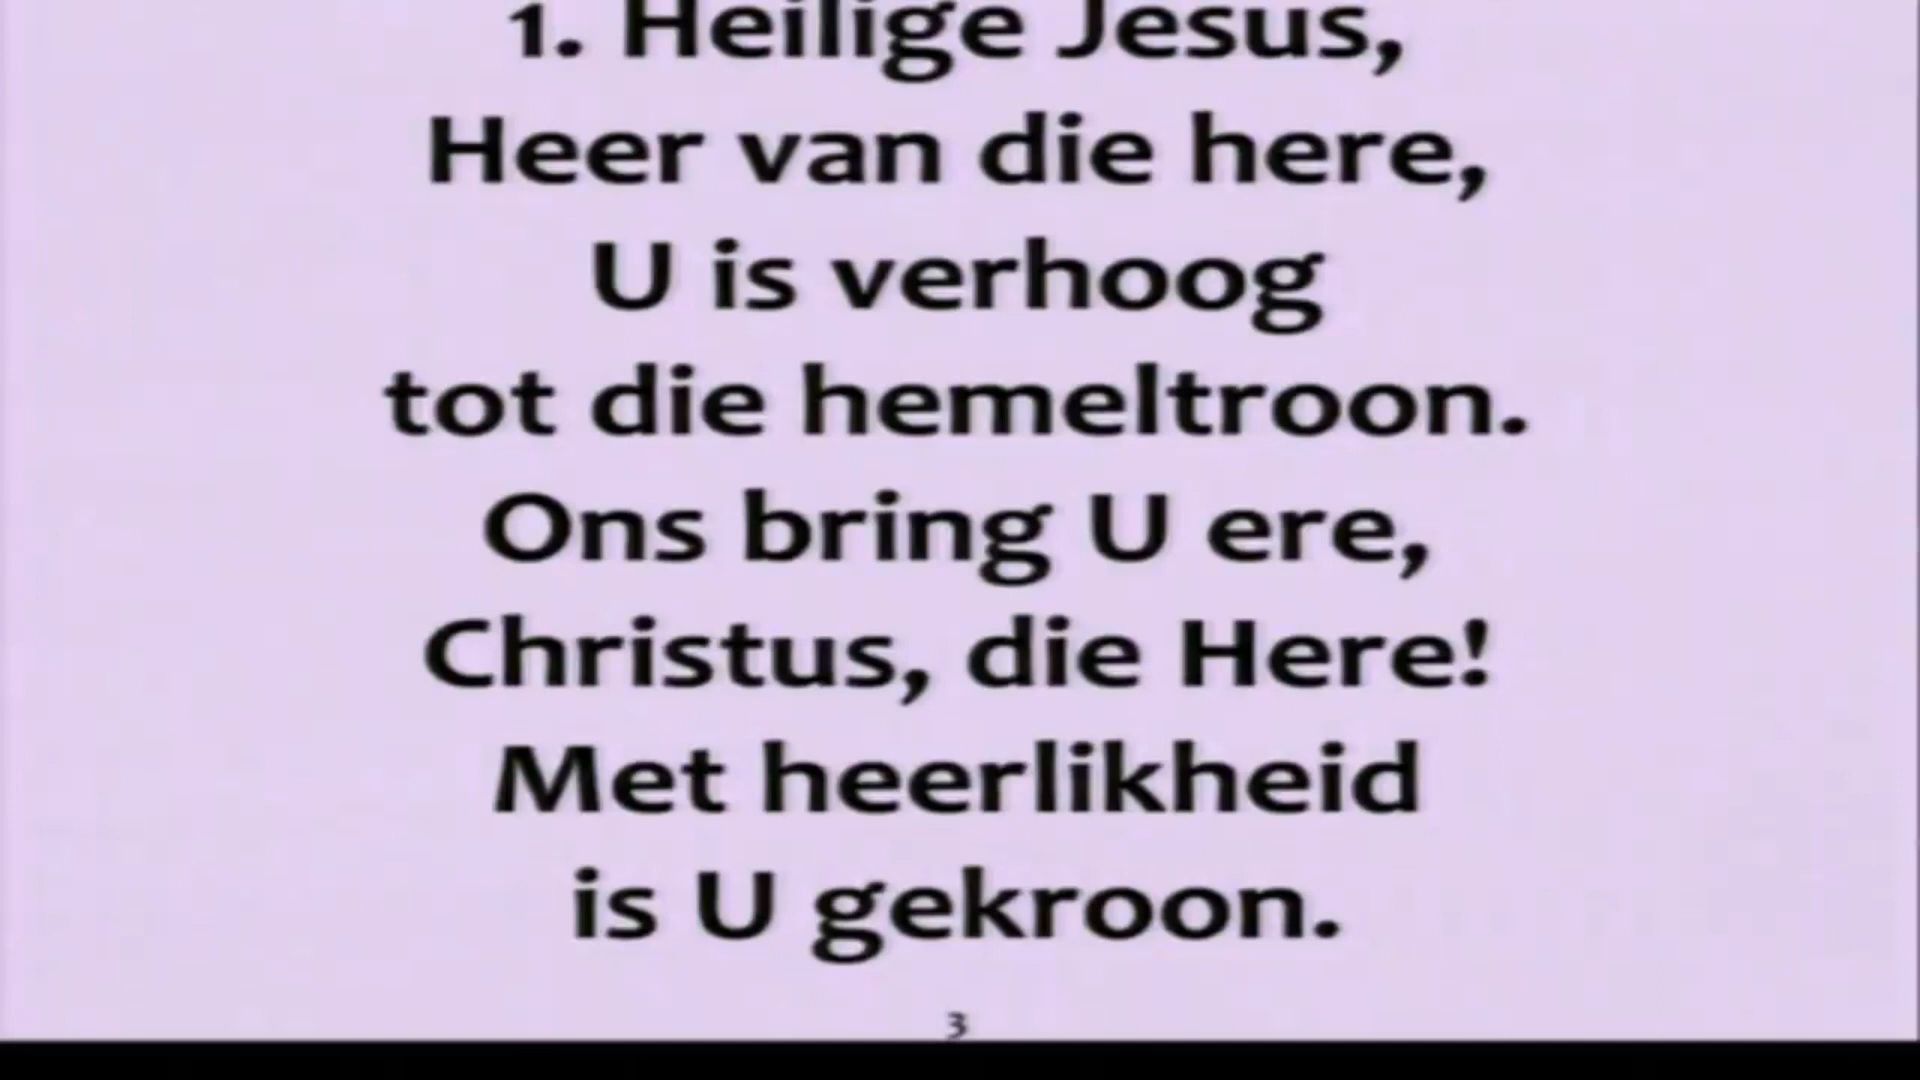 1. Heilige Jesus,
Heer van die here,
U is verhoog
tot die hemeltroon.
Ons bring U ere,
Christus, die Here!
Met heerlikheid
is U gekroon.
3